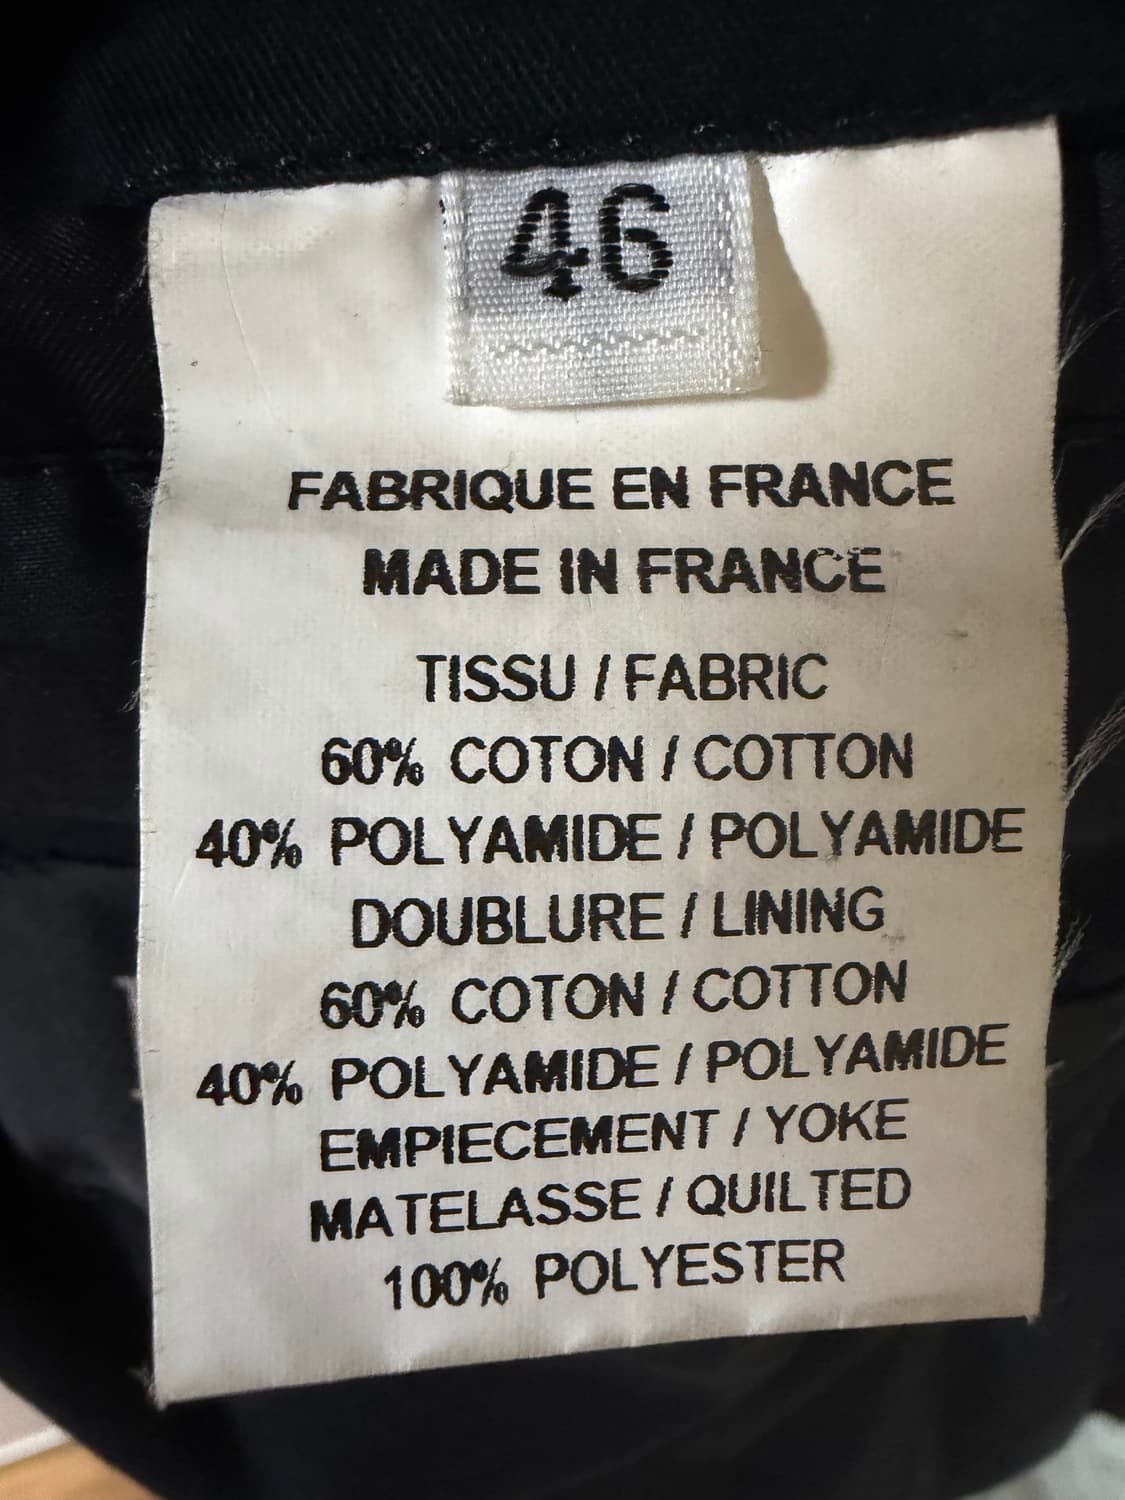 46
FABRIQUE EN FRANCE
MADE IN FRANCE
TISSU / FABRIC
60% COTON / COTTON
40% POLYAMIDE / POLYAMIDE
DOUBLURE / LINING
60% COTON / COTTON
40% POLYAMIDE / POLYAMIDE
EMPIECEMENT / YOKE
MATELASSE / QUILTED
100% POLYESTER